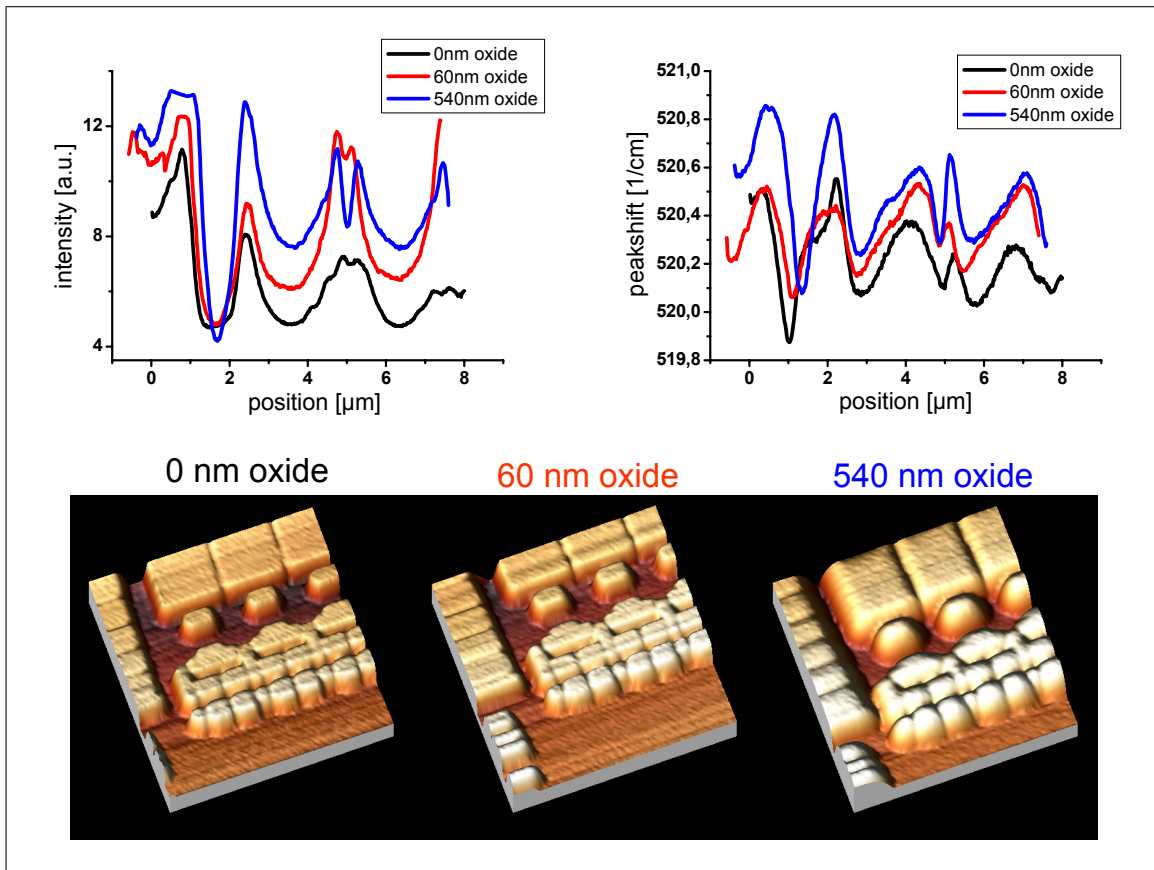 0nm oxide
60nm oxide
540nm oxide
12
8
4
intensity [a.u.]
0 2 4 6 8
position [µm]
0nm oxide
60nm oxide
540nm oxide
521,0
520,8
520,6
520,4
520,2
520,0
519,8
peakshift [1/cm]
0 2 4 6 8
position [µm]
0 nm oxide 60 nm oxide 540 nm oxide